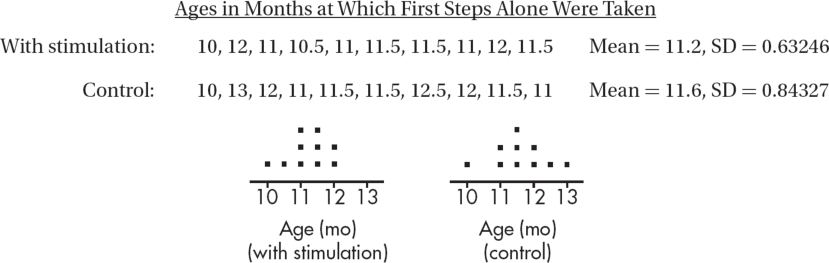 Ages in Months at Which First Steps Alone Were Taken
With stimulation: 10, 12, 11, 10.5, 11, 11.5, 11.5, 11, 12, 11.5 Mean = 11.2, SD = 0.63246
Control: 10, 13, 12, 11, 11.5, 11.5, 12.5, 12, 11.5, 11 Mean = 11.6, SD = 0.84327
10 11 12 13 10 11 12 13
Age (mo) Age (mo)
(with stimulation) (control)